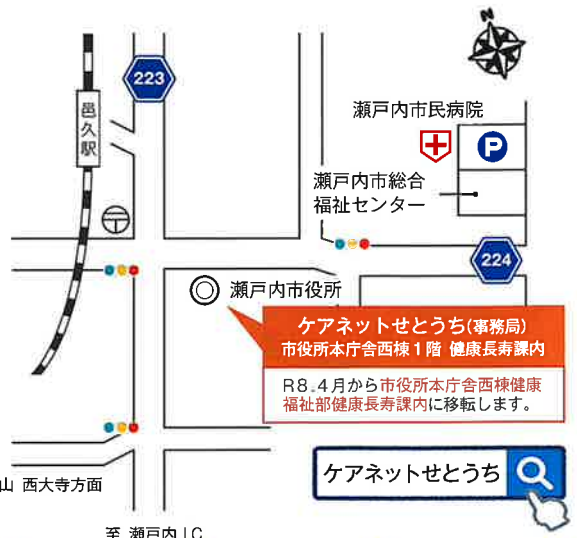 N
223
邑久駅
瀬戸内市民病院
P
瀬戸内市総合
福祉センター
224
瀬戸内市役所
ケアネットせとうち(事務局)
市役所本庁舎西棟1階 健康長寿課内
R8.4月から市役所本庁舎西棟健康
福祉部健康長寿課内に移転します。
山 西大寺方面
ケアネットせとうち
至 瀬戸内IC